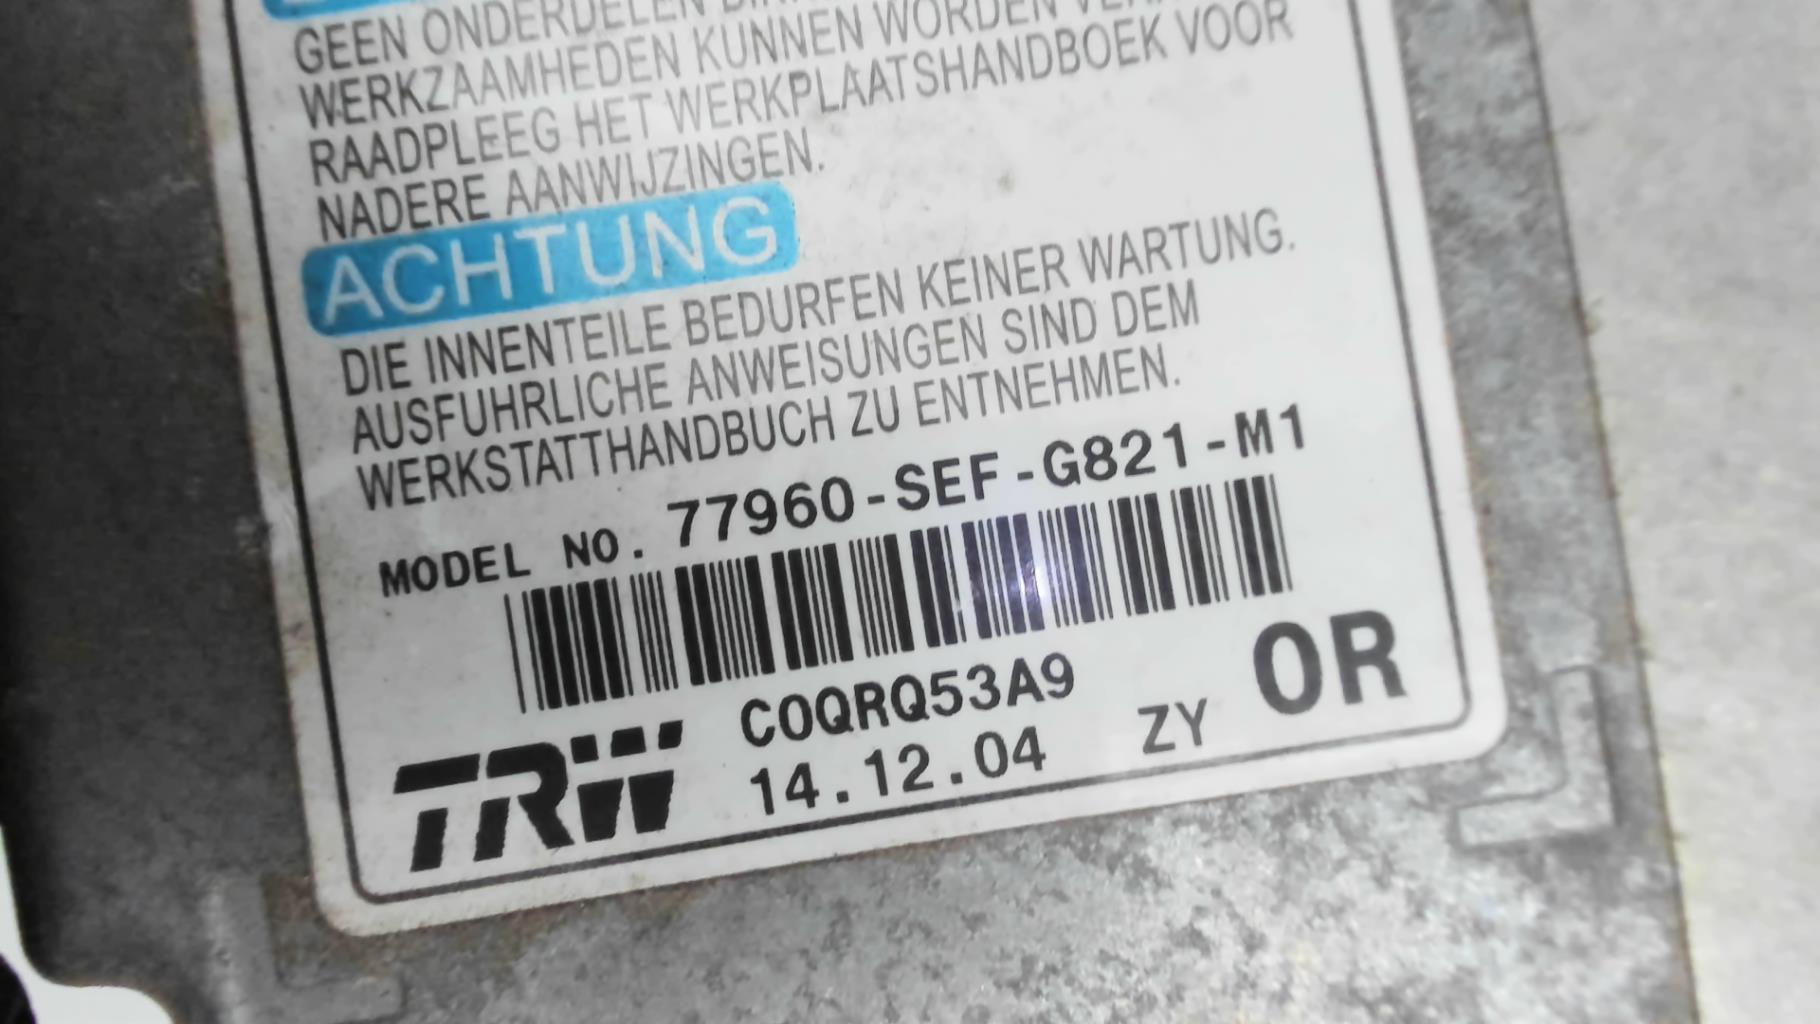 GEEN ONDERDELEN
WERKZAAMHEDEN KUNNEN WORDEN
RAADPLEEG HET WERKPLAATSHANDBOEK VOOR
NADERE AANWIJZINGEN.
ACHTUNG
DIE INNENTEILE BEDURFEN KEINER WARTUNG.
AUSFUHRLICHE ANWEISUNGEN SIND DEM
WERKSTATTHANDBUCH ZU ENTNEHMEN.
MODEL NO. 77960-SEF-G821-M1
C0QRQ53A9
TRW 14.12.04 ZY OR